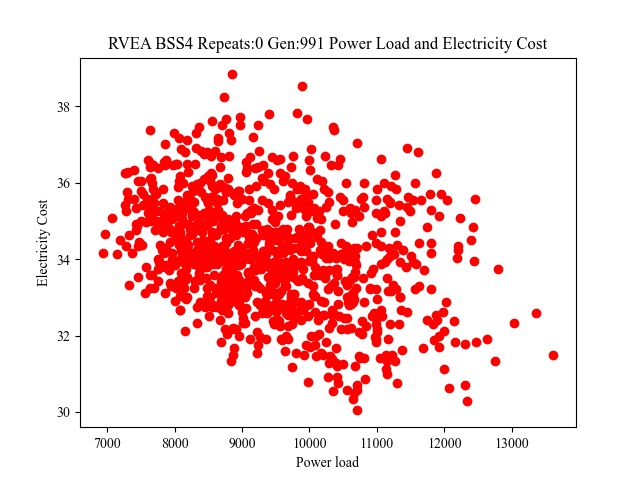 RVEA BSS4 Repeats:0 Gen:991 Power Load and Electricity Cost
Electricity Cost
38
36
34
32
30
7000 8000 9000 10000 11000 12000 13000
Power load